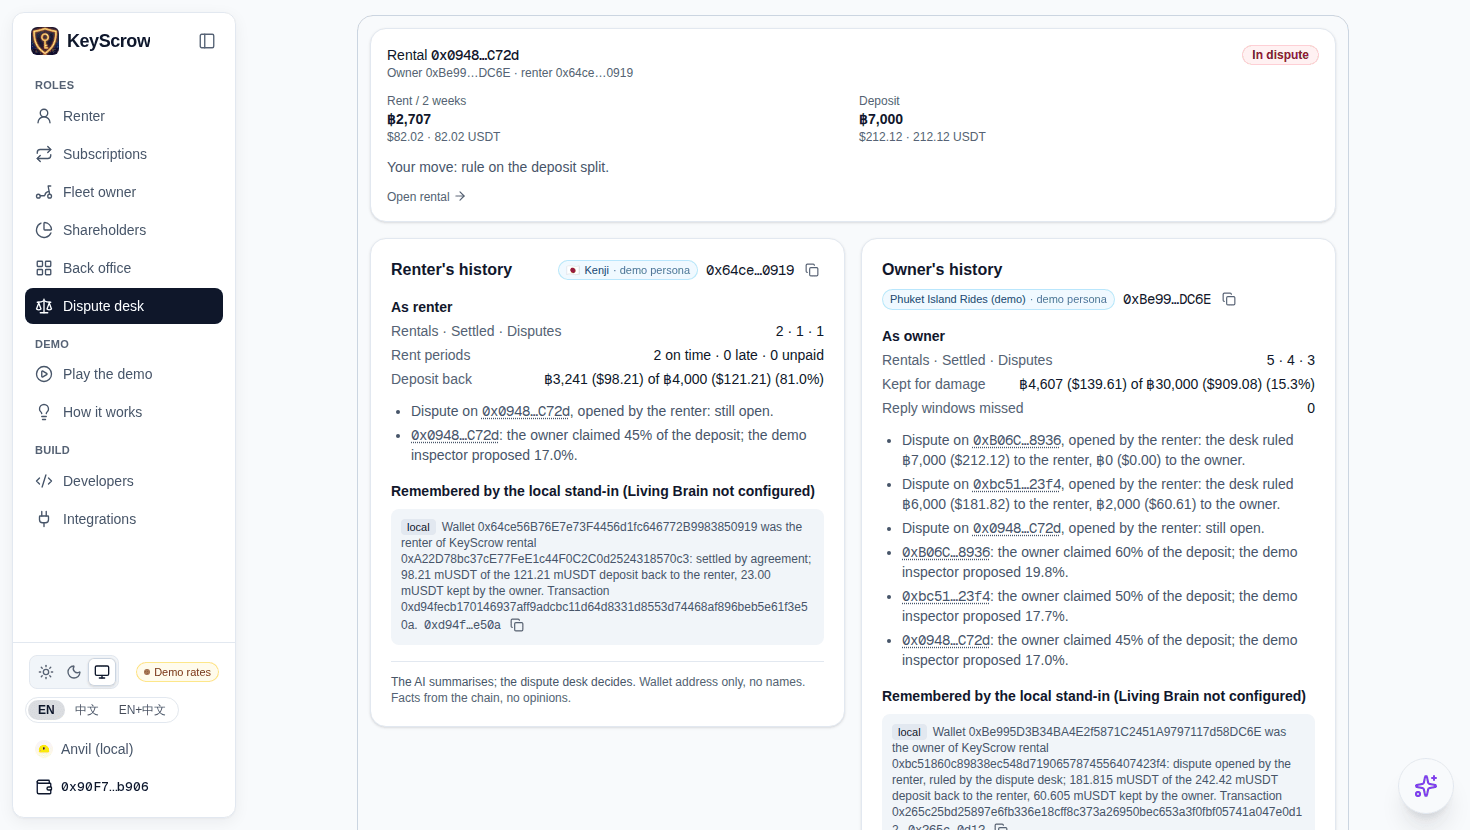 KeyScrow
ROLES
Renter
Subscriptions
Fleet owner
Shareholders
Back office
Dispute desk
DEMO
Play the demo
How it works
BUILD
Developers
Integrations
Demo rates
EN 中文 EN+中文
Anvil (local)
0x90F7…b906
Rental 0x0948…C72d
In dispute
Owner 0xBe99…DC6E · renter 0x64ce…0919
Rent / 2 weeks
฿2,707
$82.02 · 82.02 USDT
Deposit
฿7,000
$212.12 · 212.12 USDT
Your move: rule on the deposit split.
Open rental →
Renter's history
Kenji · demo persona 0x64ce…0919
As renter
Rentals · Settled · Disputes 2 · 1 · 1
Rent periods 2 on time · 0 late · 0 unpaid
Deposit back ฿3,241 ($98.21) of ฿4,000 ($121.21) (81.0%)
• Dispute on 0x0948…C72d, opened by the renter: still open.
• 0x0948…C72d: the owner claimed 45% of the deposit; the demo
inspector proposed 17.0%.
Remembered by the local stand-in (Living Brain not configured)
local Wallet 0x64ce56B76E7e73F4456d1fc646772B9983850919 was the
renter of KeyScrow rental
0xA22D78bc37cE77FeE1c44F0C2C0d2524318570c3: settled by agreement;
98.21 mUSDT of the 121.21 mUSDT deposit back to the renter, 23.00
mUSDT kept by the owner. Transaction
0xd94fecb170146937aff9adcbc11d64d8331d8553d74468af896beb5e61f3e5
0a. 0xd94f…e50a
The AI summarises; the dispute desk decides. Wallet address only, no names.
Facts from the chain, no opinions.
Owner's history
Phuket Island Rides (demo) · demo persona 0xBe99…DC6E
As owner
Rentals · Settled · Disputes 5 · 4 · 3
Kept for damage ฿4,607 ($139.61) of ฿30,000 ($909.08) (15.3%)
Reply windows missed 0
• Dispute on 0xB06C…8936, opened by the renter: the desk ruled
฿7,000 ($212.12) to the renter, ฿0 ($0.00) to the owner.
• Dispute on 0xbc51…23f4, opened by the renter: the desk ruled
฿6,000 ($181.82) to the renter, ฿2,000 ($60.61) to the owner.
• Dispute on 0x0948…C72d, opened by the renter: still open.
• 0xB06C…8936: the owner claimed 60% of the deposit; the demo
inspector proposed 19.8%.
• 0xbc51…23f4: the owner claimed 50% of the deposit; the demo
inspector proposed 17.7%.
• 0x0948…C72d: the owner claimed 45% of the deposit; the demo
inspector proposed 17.0%.
Remembered by the local stand-in (Living Brain not configured)
local Wallet 0xBe995D3B34BA4E2f5871C2451A9797117d58DC6E was
the owner of KeyScrow rental
0xbc51860c89838ec548d7190657874556407423f4: dispute opened by the
renter, ruled by the dispute desk; 181.815 mUSDT of the 242.42 mUSDT
deposit back to the renter, 60.605 mUSDT kept by the owner. Transaction
0x265c25bd25897e6fb336e18cff8c373a26950bec653a3f0fbf05741a047e0d1